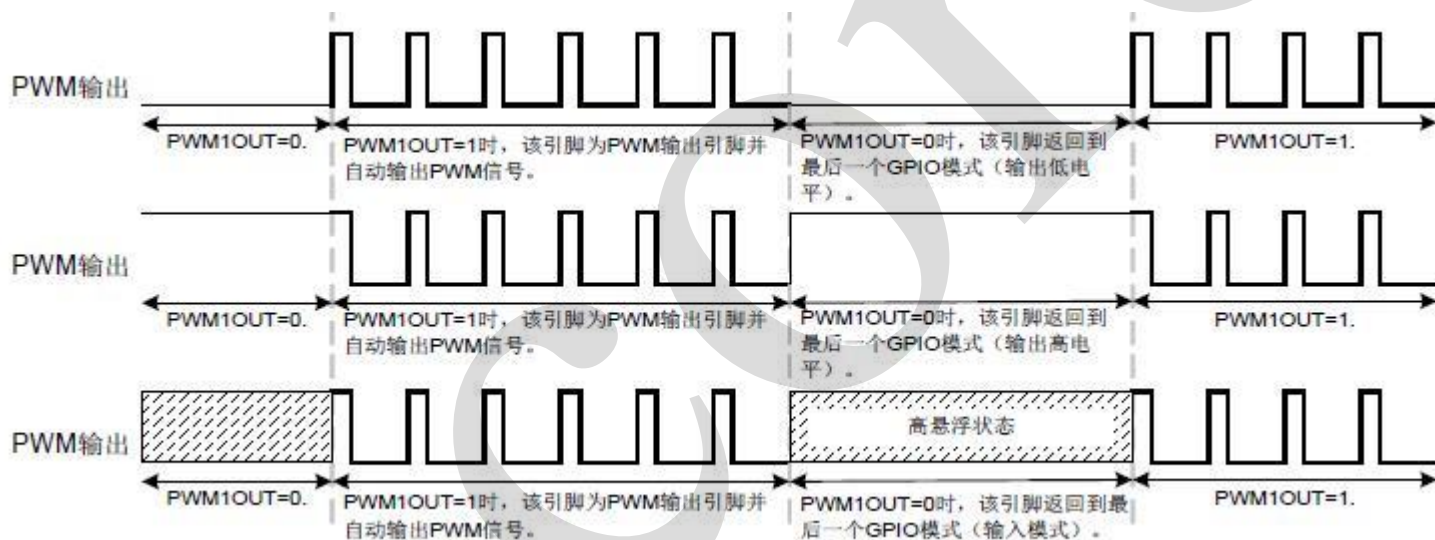 PWM输出
PWM1OUT=0.
PWM1OUT=1时，该引脚为PWM输出引脚并
自动输出PWM信号。
PWM1OUT=0时，该引脚返回到
最后一个GPIO模式（输出低电
平）。
PWM1OUT=1.
PWM输出
PWM1OUT=0.
PWM1OUT=1时，该引脚为PWM输出引脚并
自动输出PWM信号。
PWM1OUT=0时，该引脚返回到
最后一个GPIO模式（输出高电
平）。
PWM1OUT=1.
PWM输出
高悬浮状态
PWM1OUT=0.
PWM1OUT=1时，该引脚为PWM输出引脚并
自动输出PWM信号。
PWM1OUT=0时，该引脚返回到最
后一个GPIO模式（输入模式）。
PWM1OUT=1.